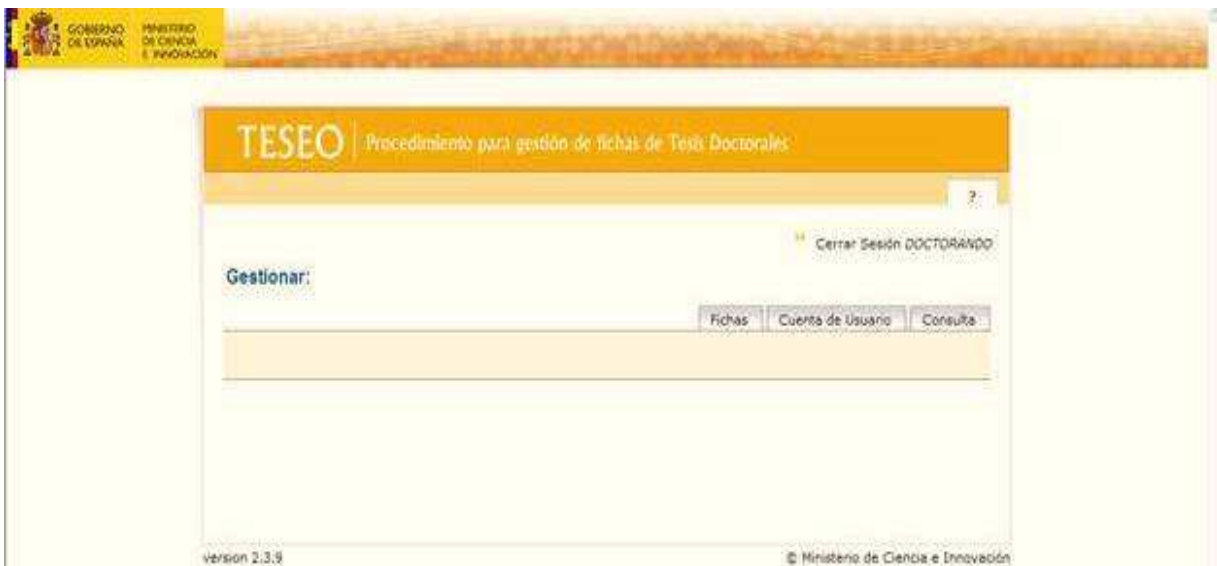 GOBIERNO DE ESPAÑA
MINISTERIO DE CIENCIA E INNOVACIÓN
TESEO | Procedimiento para gestión de fichas de Tesis Doctorales
?
Cerrar Sesión DOCTORANDO
Gestionar:
Fichas Cuenta de Usuario Consulta
version 2.3.9 © Ministerio de Ciencia e Innovación